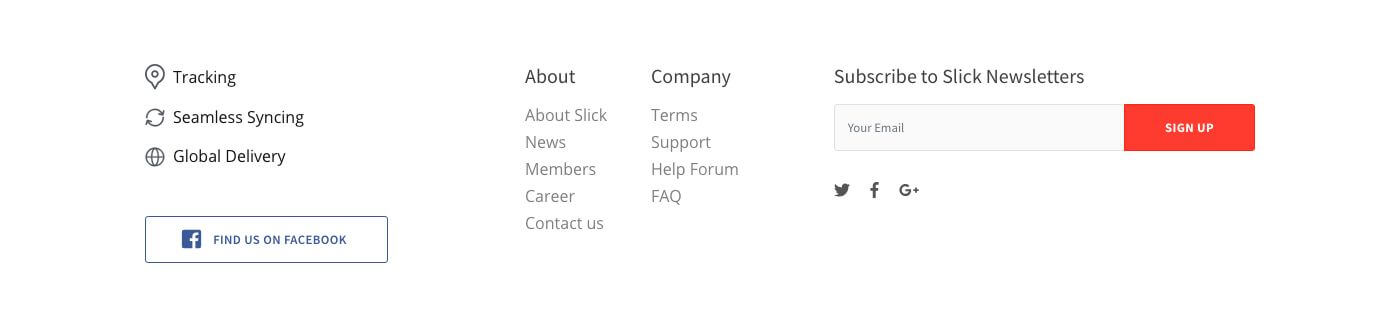 Tracking
Seamless Syncing
Global Delivery
FIND US ON FACEBOOK
About
About Slick
News
Members
Career
Contact us
Company
Terms
Support
Help Forum
FAQ
Subscribe to Slick Newsletters
Your Email
SIGN UP